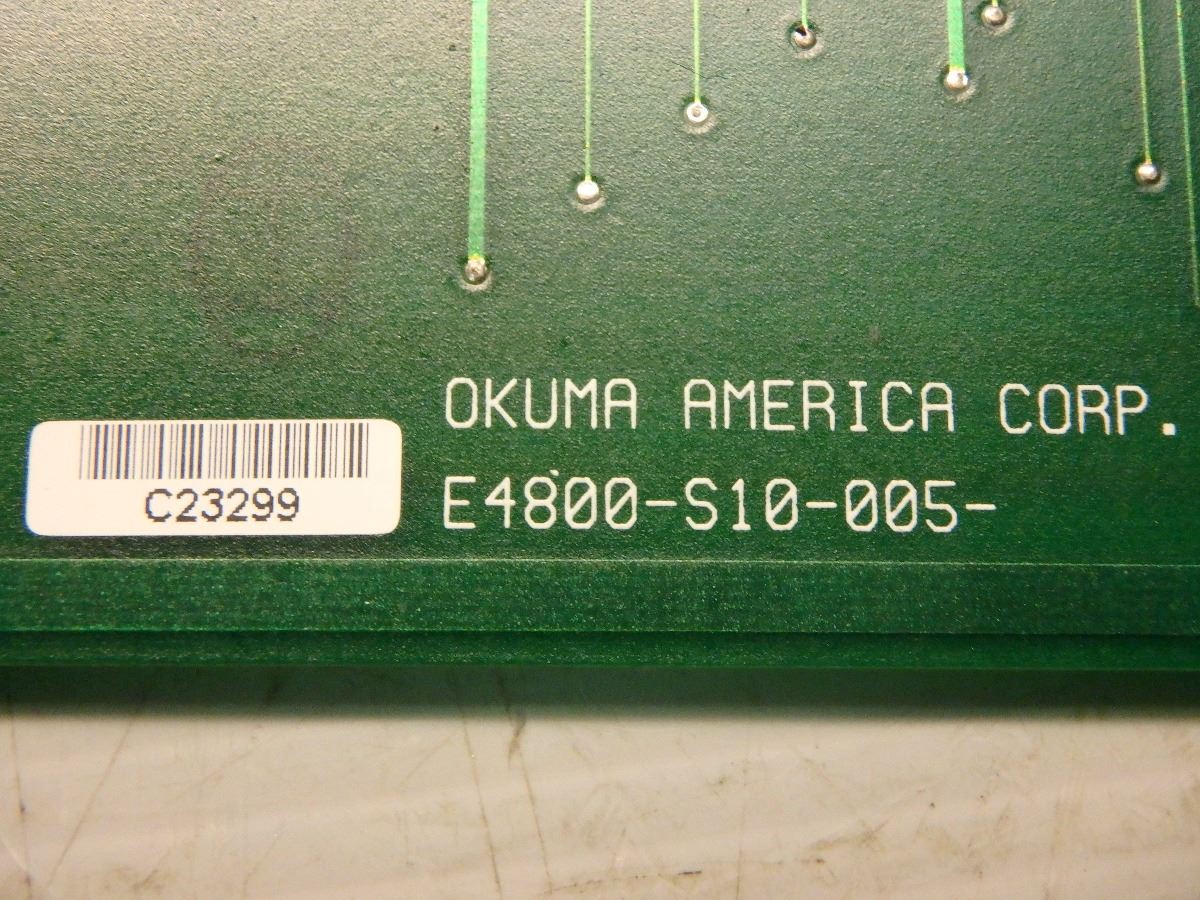 OKUMA AMERICA CORP.
E4800-S10-005-
C23299